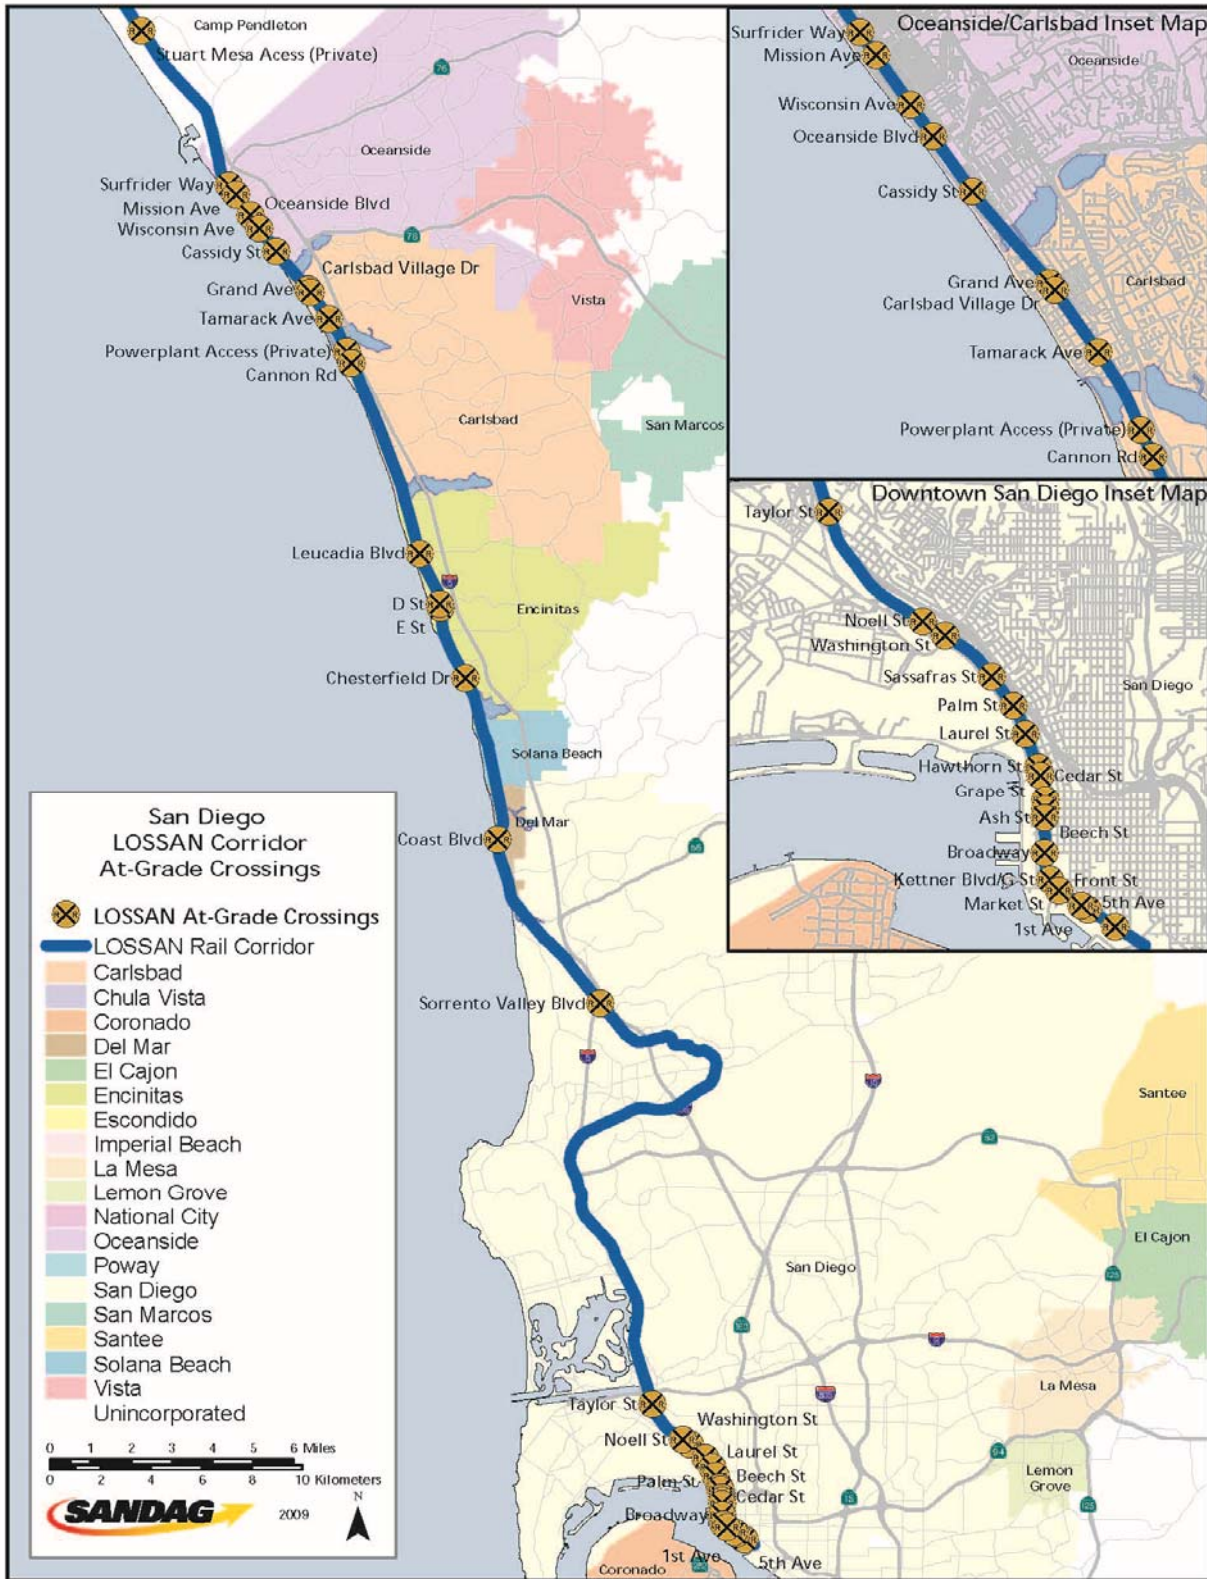 Camp Pendleton
Stuart Mesa Acess (Private)
76
Oceanside
Surfrider Way
Oceanside Blvd
Mission Ave
Wisconsin Ave
78
Cassidy St
Carlsbad Village Dr
Grand Ave
Vista
Tamarack Ave
Powerplant Access (Private)
Cannon Rd
Carlsbad
San Marcos
Leucadia Blvd
5
D St
Encinitas
E St
Chesterfield Dr
Solana Beach
Del Mar
Coast Blvd
Sorrento Valley Blvd
5
15
Santee
El Cajon
San Diego
125
La Mesa
Taylor St
Washington St
Noell St
Laurel St
94
Palm St
Beech St
Lemon
Grove
Cedar St
15
125
Broadway
1st Ave
5th Ave
Coronado
Oceanside/Carlsbad Inset Map
Surfrider Way
Mission Ave
Oceanside
Wisconsin Ave
Oceanside Blvd
Cassidy St
Grand Ave
Carlsbad
Carlsbad Village Dr
Tamarack Ave
Powerplant Access (Private)
Cannon Rd
Downtown San Diego Inset Map
Taylor St
Noell St
Washington St
Sassafras St
San Diego
Palm St
Laurel St
Hawthorn St
Cedar St
Grape St
Ash St
Beech St
Broadway
Kettner Blvd/G St
Front St
Market St
5th Ave
1st Ave
San Diego
LOSSAN Corridor
At-Grade Crossings
LOSSAN At-Grade Crossings
LOSSAN Rail Corridor
Carlsbad
Chula Vista
Coronado
Del Mar
El Cajon
Encinitas
Escondido
Imperial Beach
La Mesa
Lemon Grove
National City
Oceanside
Poway
San Diego
San Marcos
Santee
Solana Beach
Vista
Unincorporated
0 1 2 3 4 5 6 Miles
0 2 4 6 8 10 Kilometers
SANDAG
2009
N